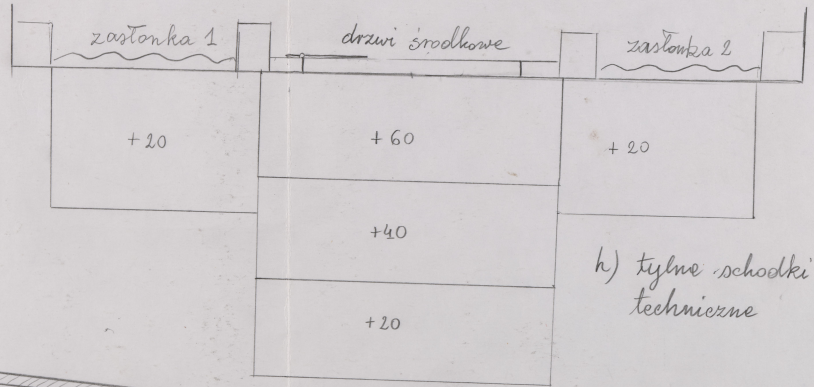 zasłonka 1
drzwi środkowe
zasłonka 2
+20
+60
+20
+40
+20
h) tylne schodki
techniczne